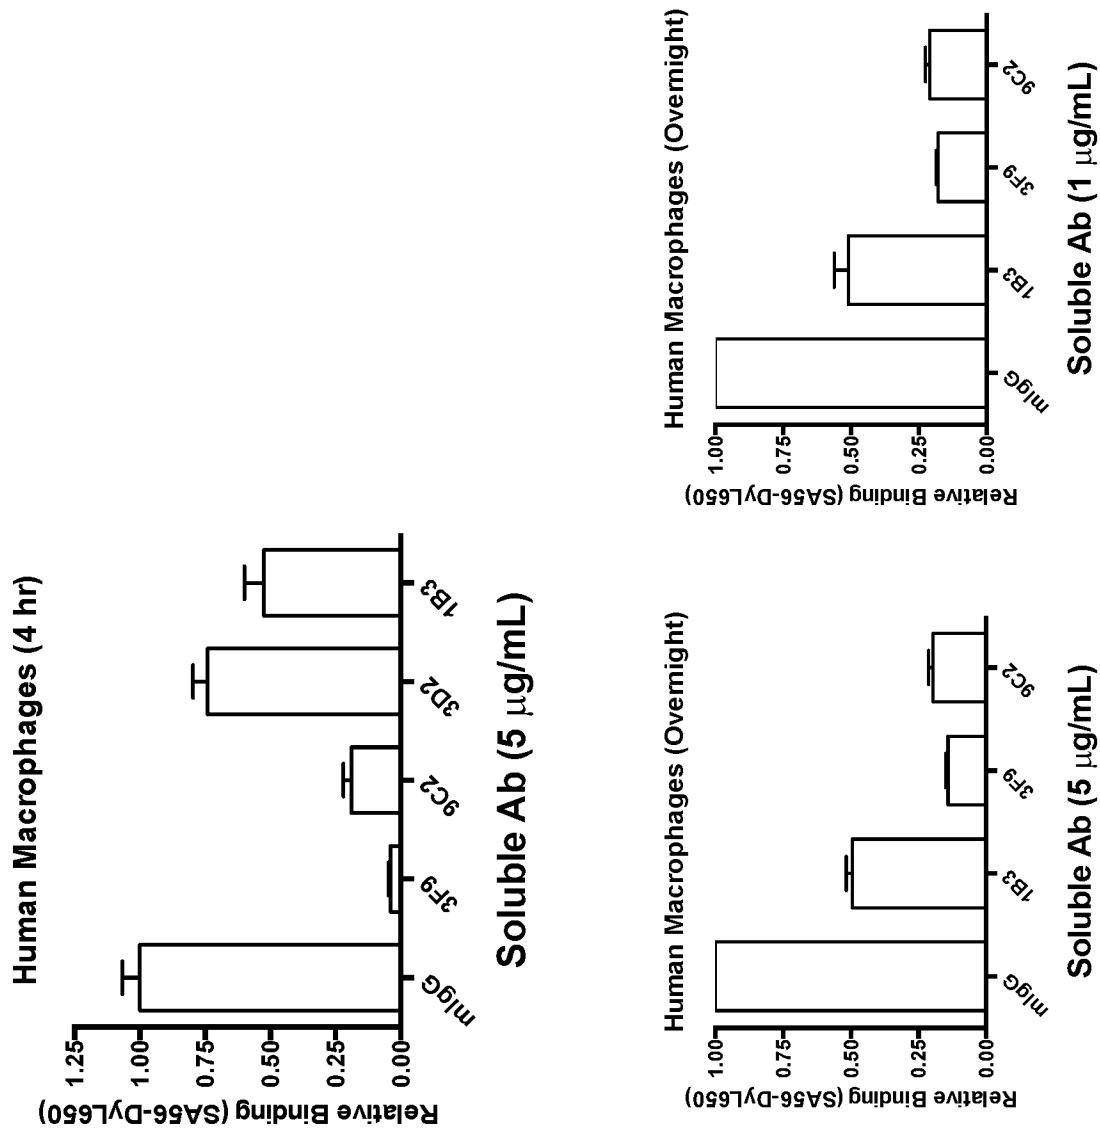 Human Macrophages (4 hr)
Relative Binding (SA56-DyL650)
1.25
1.00
0.75
0.50
0.25
0.00
mIgG
3F9
9C2
3D2
1B3
Soluble Ab (5 μg/mL)
Human Macrophages (Overnight)
Relative Binding (SA56-DyL650)
1.00
0.75
0.50
0.25
0.00
mIgG
1B3
3F9
9C2
Soluble Ab (5 μg/mL)
Human Macrophages (Overnight)
Relative Binding (SA56-DyL650)
1.00
0.75
0.50
0.25
0.00
mIgG
1B3
3F9
9C2
Soluble Ab (1 μg/mL)